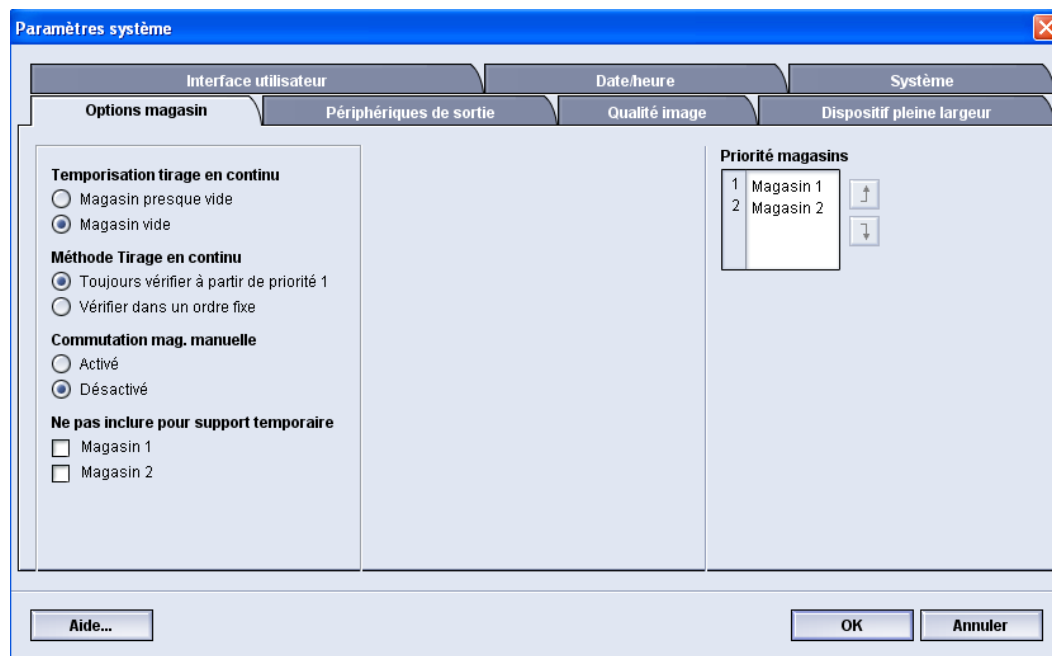 Paramètres système
Interface utilisateur
Date/heure
Système
Options magasin
Périphériques de sortie
Qualité image
Dispositif pleine largeur
Temporisation tirage en continu
Magasin presque vide
Magasin vide
Méthode Tirage en continu
Toujours vérifier à partir de priorité 1
Vérifier dans un ordre fixe
Commutation mag. manuelle
Activé
Désactivé
Ne pas inclure pour support temporaire
Magasin 1
Magasin 2
Priorité magasins
1 Magasin 1
2 Magasin 2
Aide...
OK
Annuler